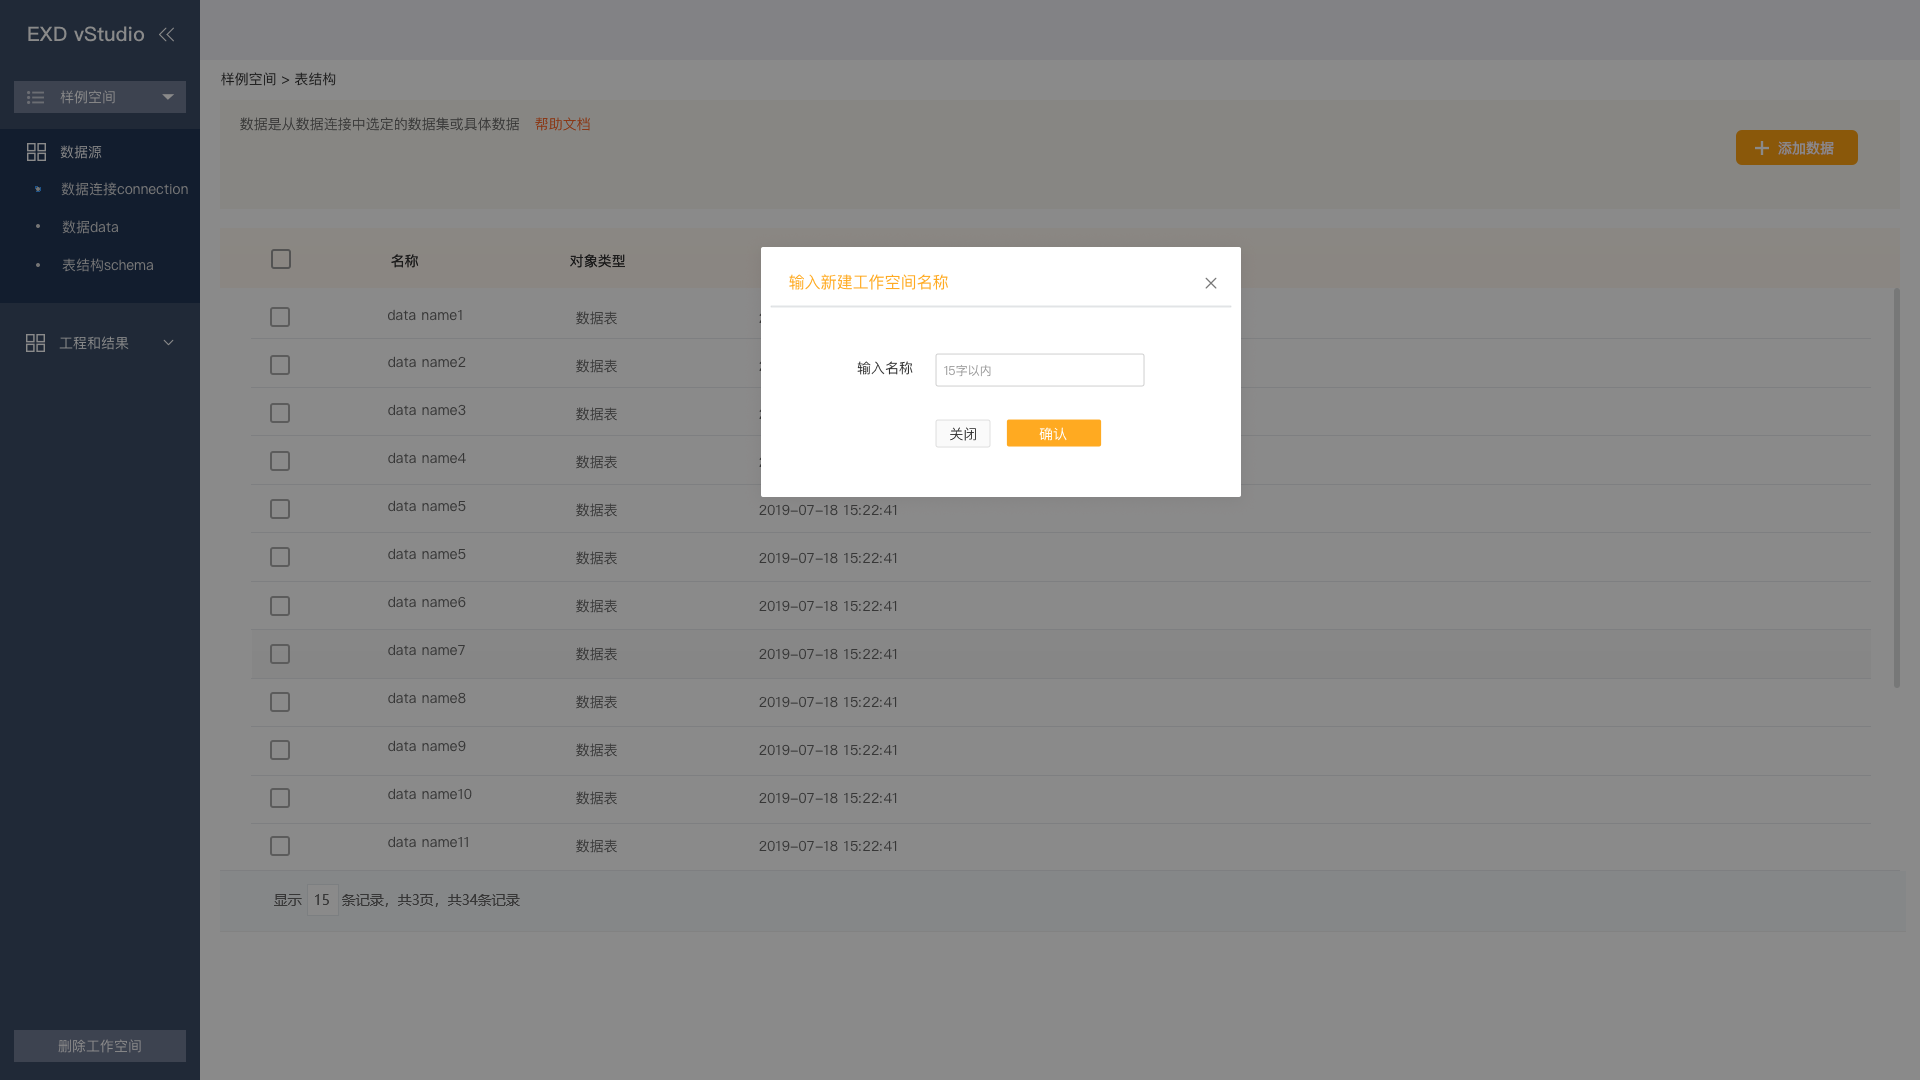 EXD vStudio
样例空间
数据源
数据连接connection
数据data
表结构schema
工程和结果
删除工作空间
样例空间 > 表结构
数据是从数据连接中选定的数据集或具体数据 帮助文档
添加数据
名称 对象类型
data name1 数据表
data name2 数据表
data name3 数据表
data name4 数据表
data name5 数据表 2019-07-18 15:22:41
data name5 数据表 2019-07-18 15:22:41
data name6 数据表 2019-07-18 15:22:41
data name7 数据表 2019-07-18 15:22:41
data name8 数据表 2019-07-18 15:22:41
data name9 数据表 2019-07-18 15:22:41
data name10 数据表 2019-07-18 15:22:41
data name11 数据表 2019-07-18 15:22:41
显示 15 条记录，共3页，共34条记录
输入新建工作空间名称
输入名称 15字以内
关闭 确认